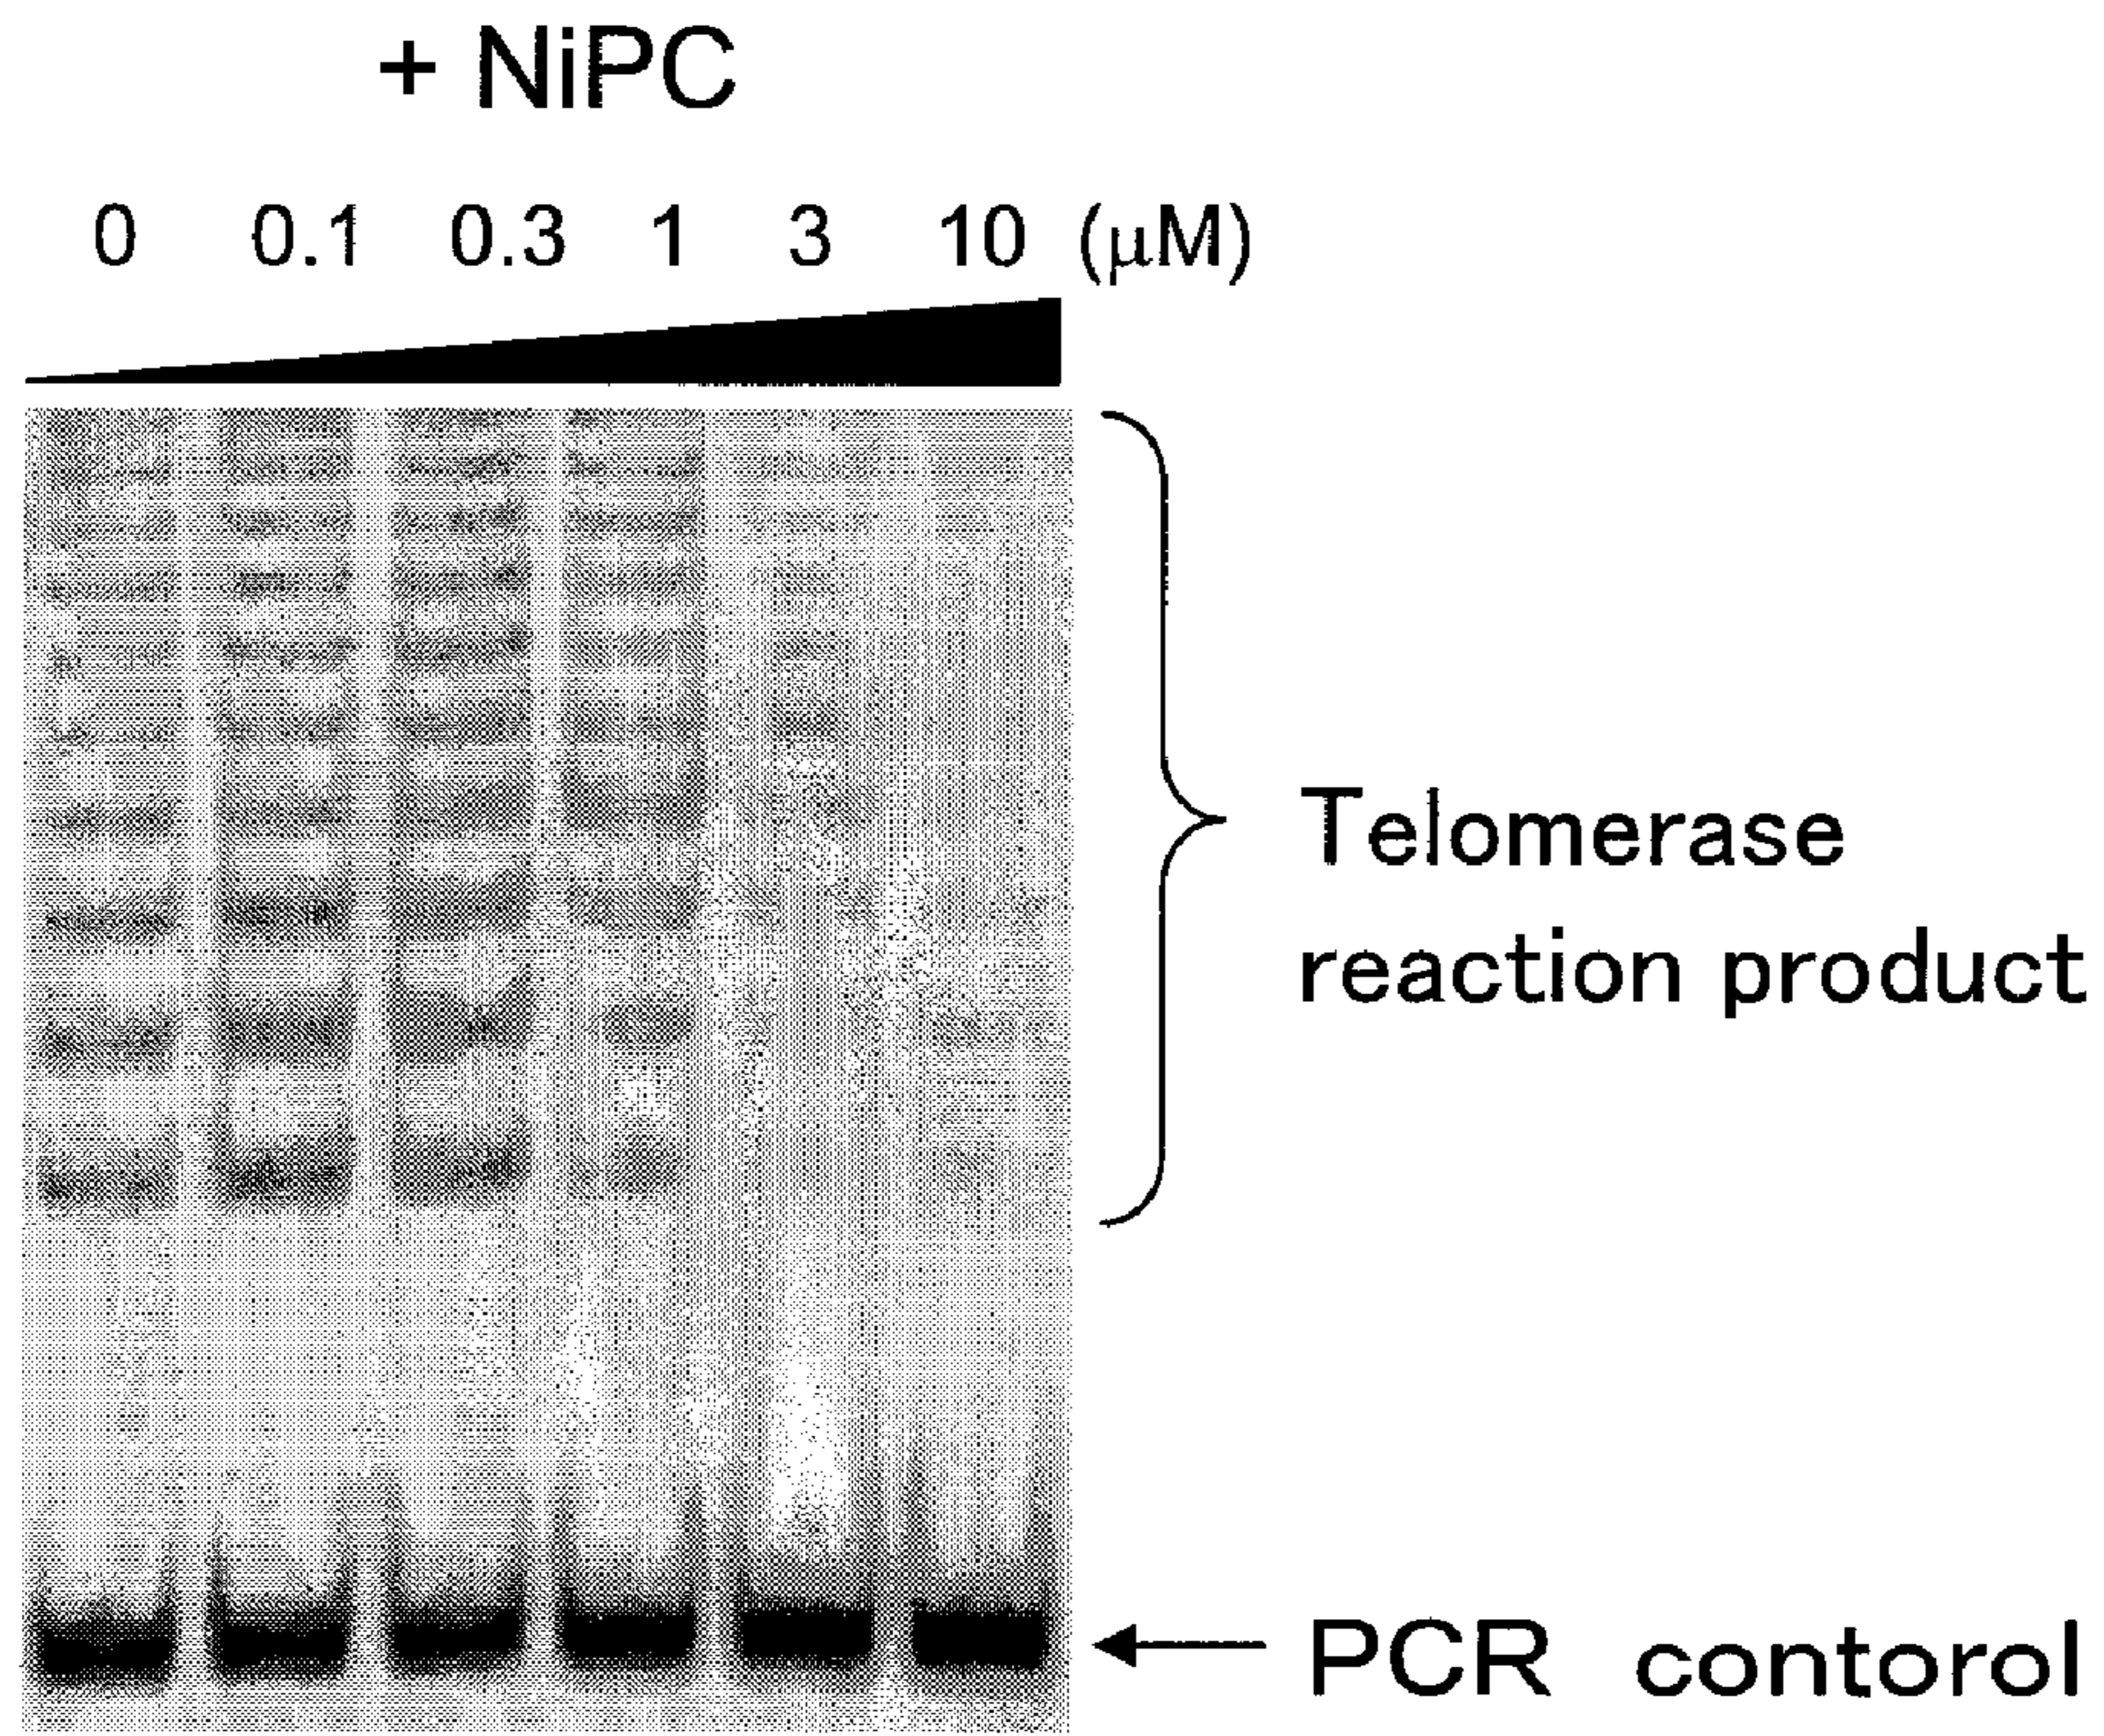 + NiPC
0 0.1 0.3 1 3 10 (μM)
Telomerase
reaction product
PCR contorol